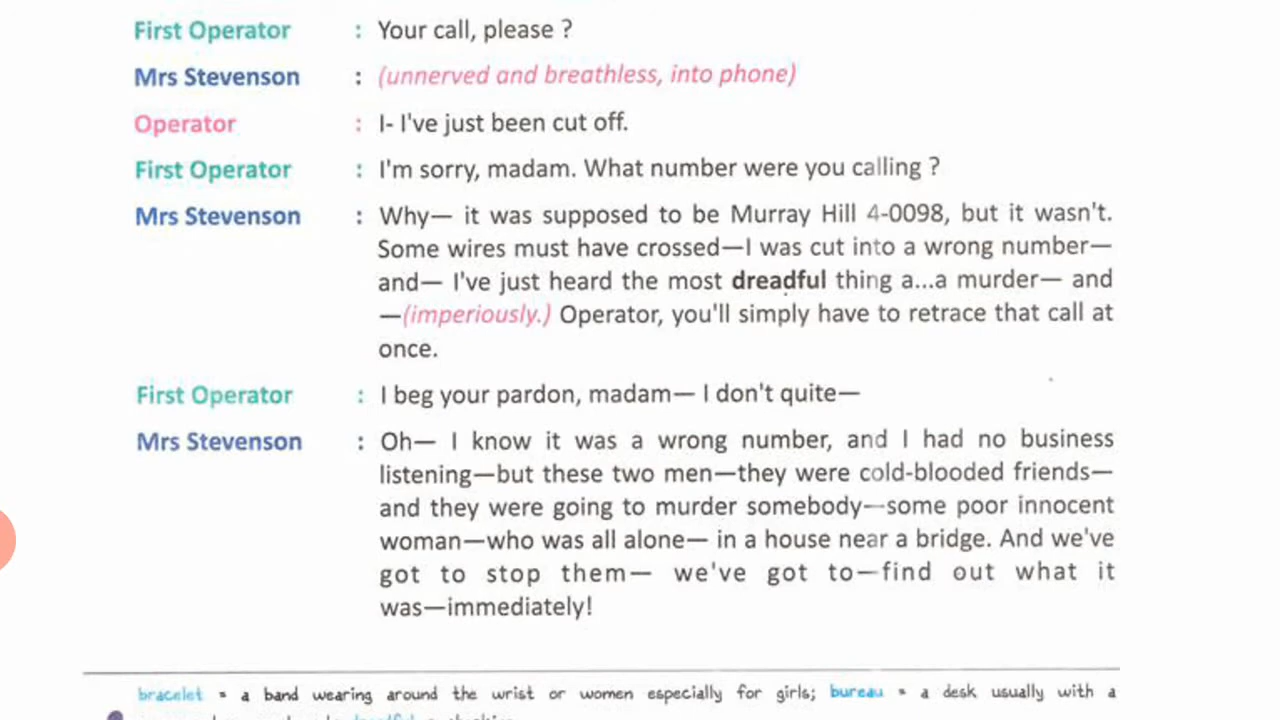 First Operator : Your call, please ?
Mrs Stevenson : (unnerved and breathless, into phone)
Operator : I- I've just been cut off.
First Operator : I'm sorry, madam. What number were you calling ?
Mrs Stevenson : Why— it was supposed to be Murray Hill 4-0098, but it wasn't.
Some wires must have crossed—I was cut into a wrong number—
and— I've just heard the most dreadful thing a...a murder— and
—(imperiously.) Operator, you'll simply have to retrace that call at
once.
First Operator : I beg your pardon, madam— I don't quite—
Mrs Stevenson : Oh— I know it was a wrong number, and I had no business
listening—but these two men—they were cold-blooded friends—
and they were going to murder somebody—some poor innocent
woman—who was all alone— in a house near a bridge. And we've
got to stop them— we've got to—find out what it
was—immediately!
bracelet = a band wearing around the wrist or women especially for girls; bureau = a desk usually with a